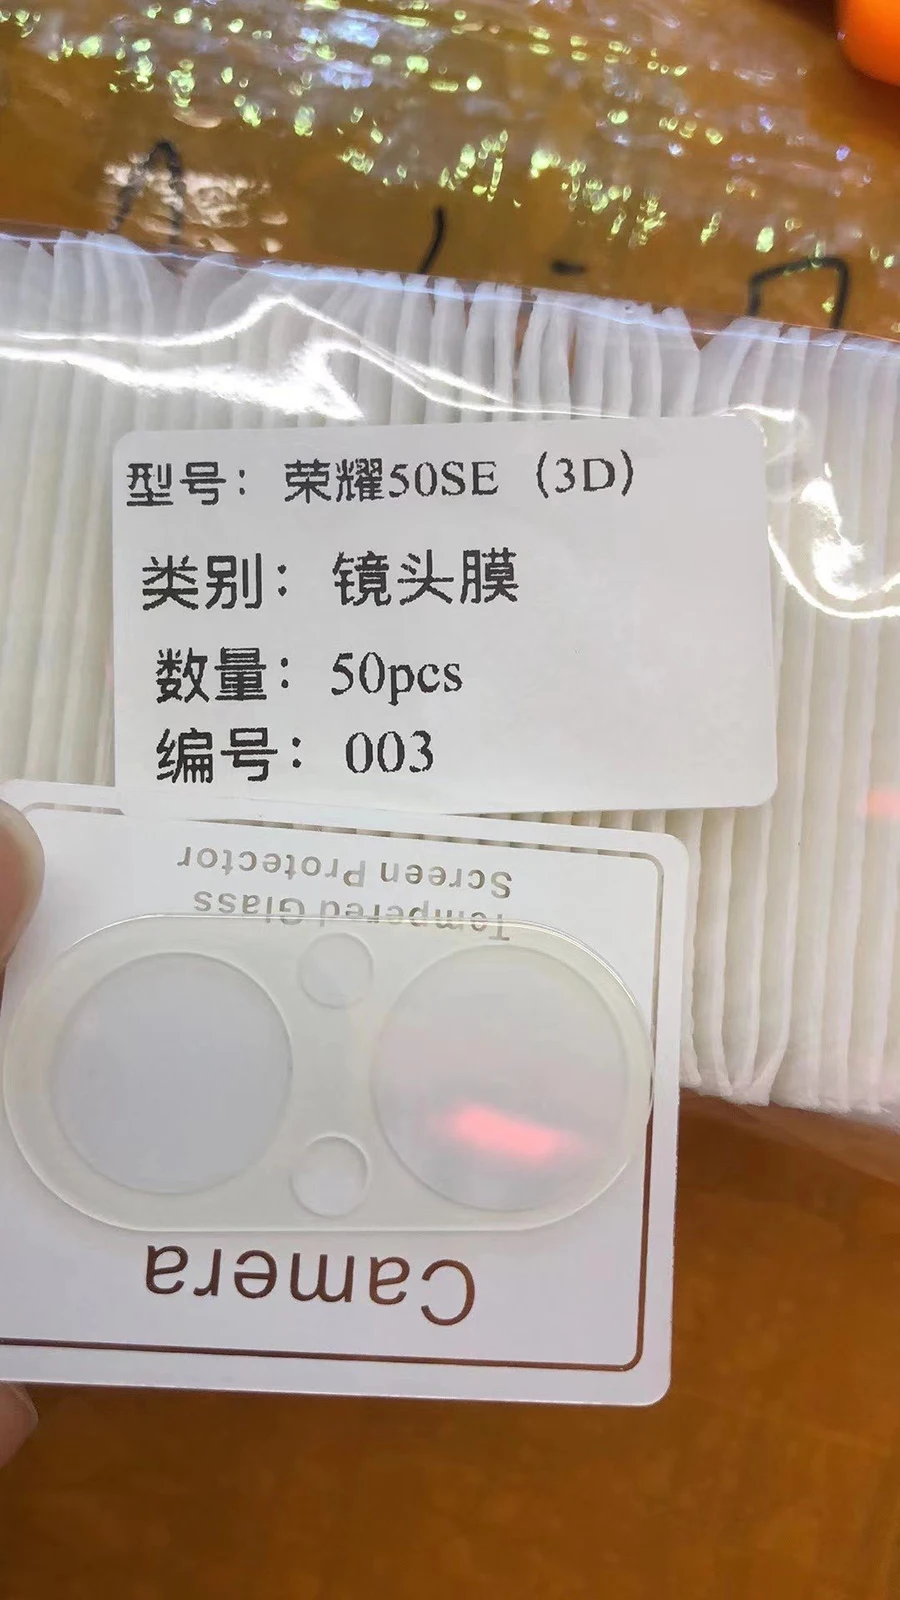 型号：荣耀50SE（3D）
类别：镜头膜
数量：50pcs
编号：003
Camera
Tempered Glass
Screen Protector